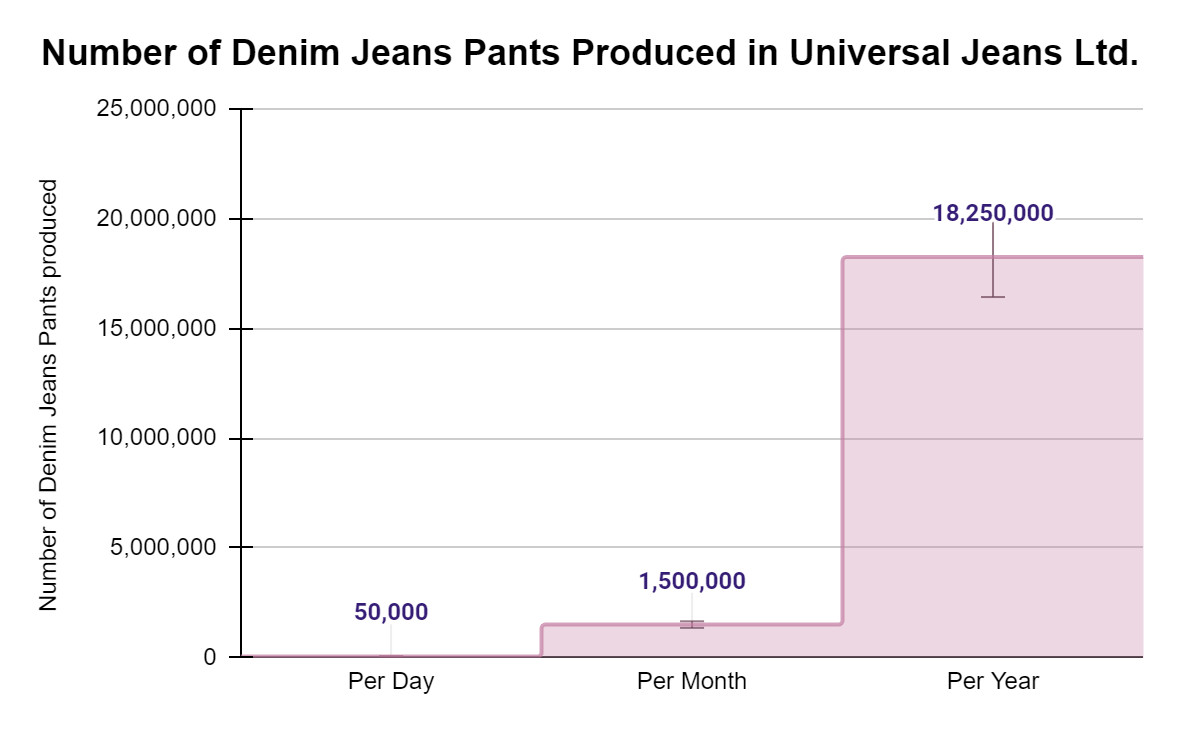 Number of Denim Jeans Pants Produced in Universal Jeans Ltd.
Number of Denim Jeans Pants produced
25,000,000
20,000,000
15,000,000
10,000,000
5,000,000
0
50,000
1,500,000
18,250,000
Per Day
Per Month
Per Year